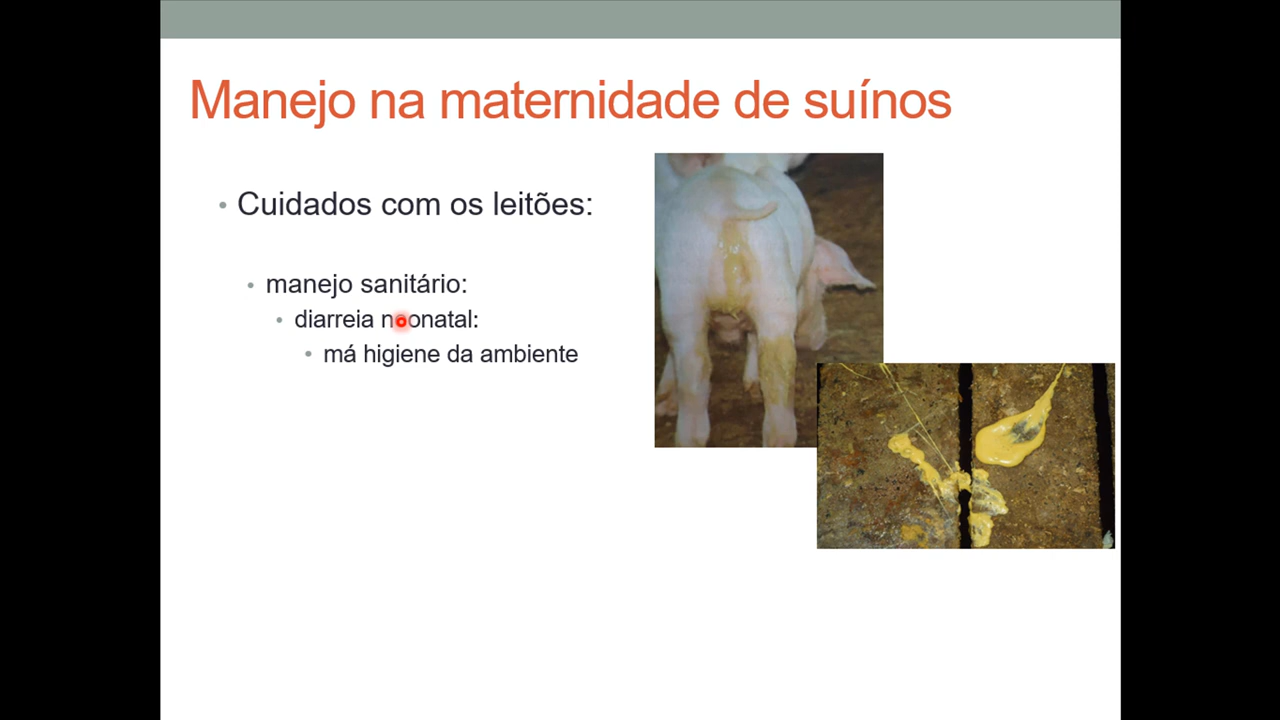 Manejo na maternidade de suínos
• Cuidados com os leitões:
• manejo sanitário:
• diarreia neonatal:
• má higiene da ambiente